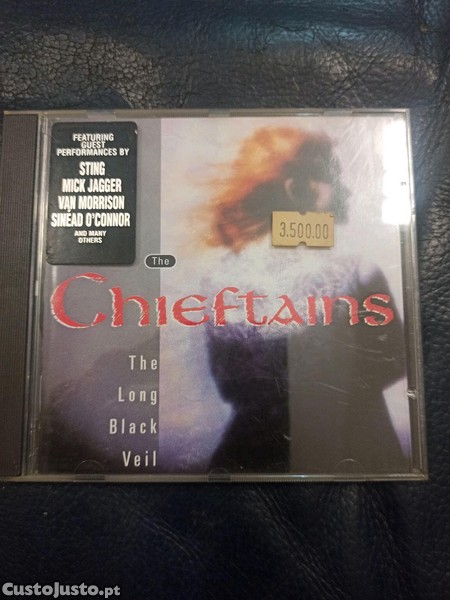 FEATURING
GUEST
PERFORMANCES BY
STING
MICK JAGGER
VAN MORRISON
SINEAD O'CONNOR
AND MANY
OTHERS
3.500.00
The
Chieftains
The
Long
Black
Veil
CustoJusto.pt